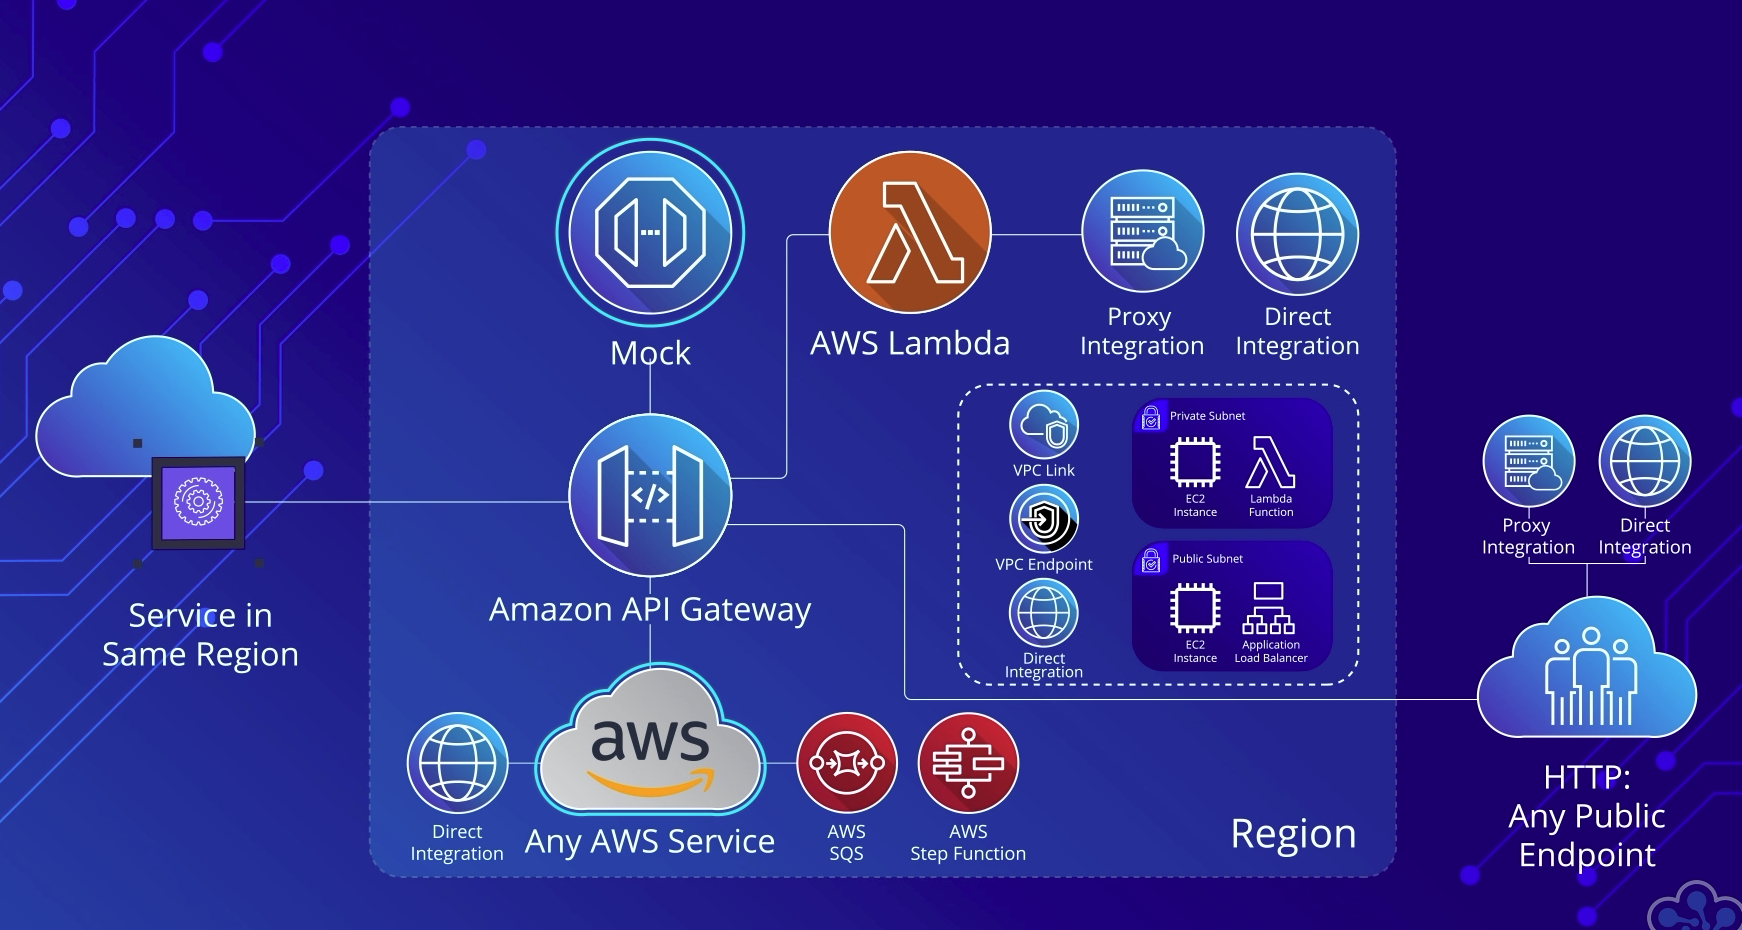 Mock
AWS Lambda
Proxy
Integration
Direct
Integration
VPC Link
Private Subnet
EC2
Instance
Lambda
Function
VPC Endpoint
Public Subnet
EC2
Instance
Application
Load Balancer
Direct
Integration
</>
Amazon API Gateway
Service in
Same Region
Proxy
Integration
Direct
Integration
aws
Direct
Integration
Any AWS Service
AWS
SQS
AWS
Step Function
Region
HTTP:
Any Public
Endpoint